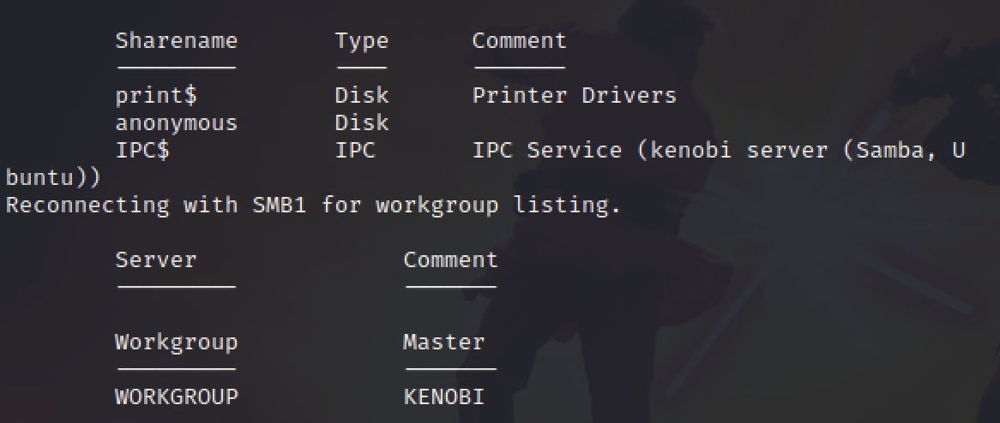 Sharename Type Comment
print$ Disk Printer Drivers
anonymous Disk
IPC$ IPC IPC Service (kenobi server (Samba, U
buntu))
Reconnecting with SMB1 for workgroup listing.
Server Comment
Workgroup Master
WORKGROUP KENOBI